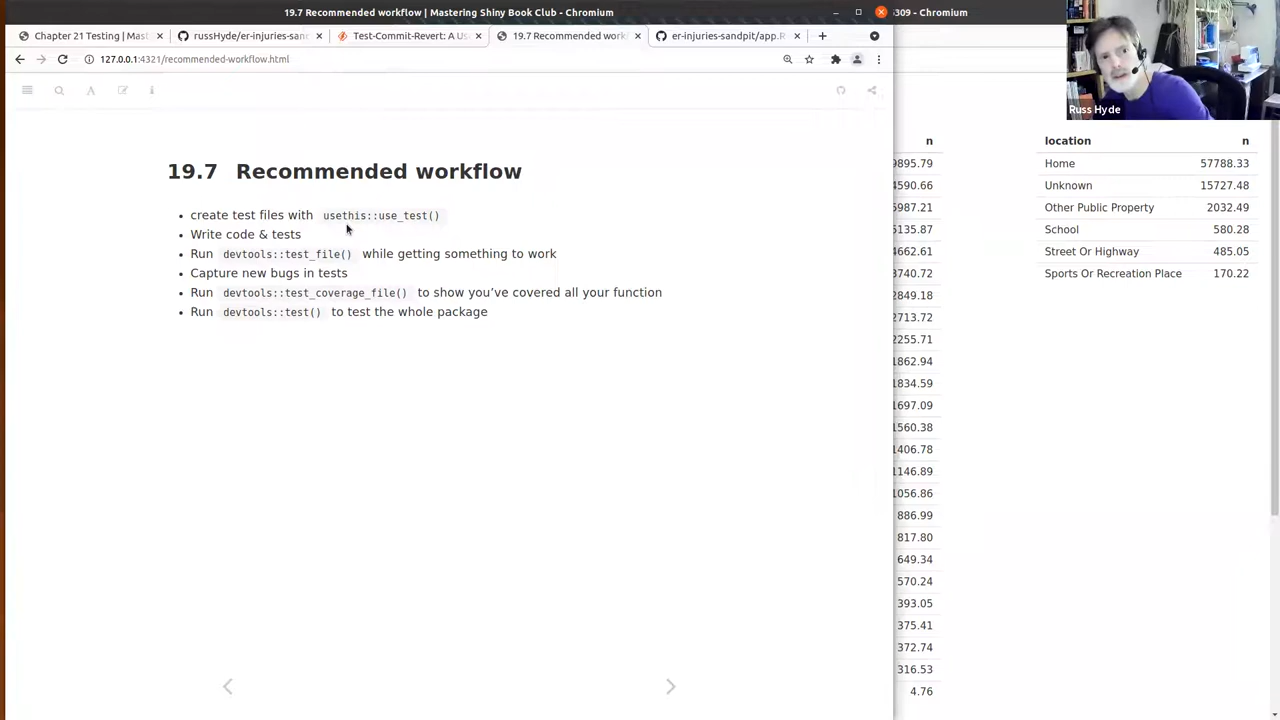 19.7 Recommended workflow | Mastering Shiny Book Club - Chromium
309 - Chromium
Chapter 21 Testing | Mast
russHyde/er-injuries-san
Test-Commit-Revert: A Us
19.7 Recommended work
er-injuries-sandpit/app.R
127.0.0.1:4321/recommended-workflow.html
Russ Hyde
19.7 Recommended workflow
create test files with usethis::use_test()
Write code & tests
Run devtools::test_file() while getting something to work
Capture new bugs in tests
Run devtools::test_coverage_file() to show you've covered all your function
Run devtools::test() to test the whole package
n
9895.79
4590.66
5987.21
5135.87
4662.61
3740.72
2849.18
2713.72
2255.71
1862.94
1834.59
1697.09
1560.38
1406.78
1146.89
1056.86
886.99
817.80
649.34
570.24
393.05
375.41
372.74
316.53
4.76
location n
Home 57788.33
Unknown 15727.48
Other Public Property 2032.49
School 580.28
Street Or Highway 485.05
Sports Or Recreation Place 170.22